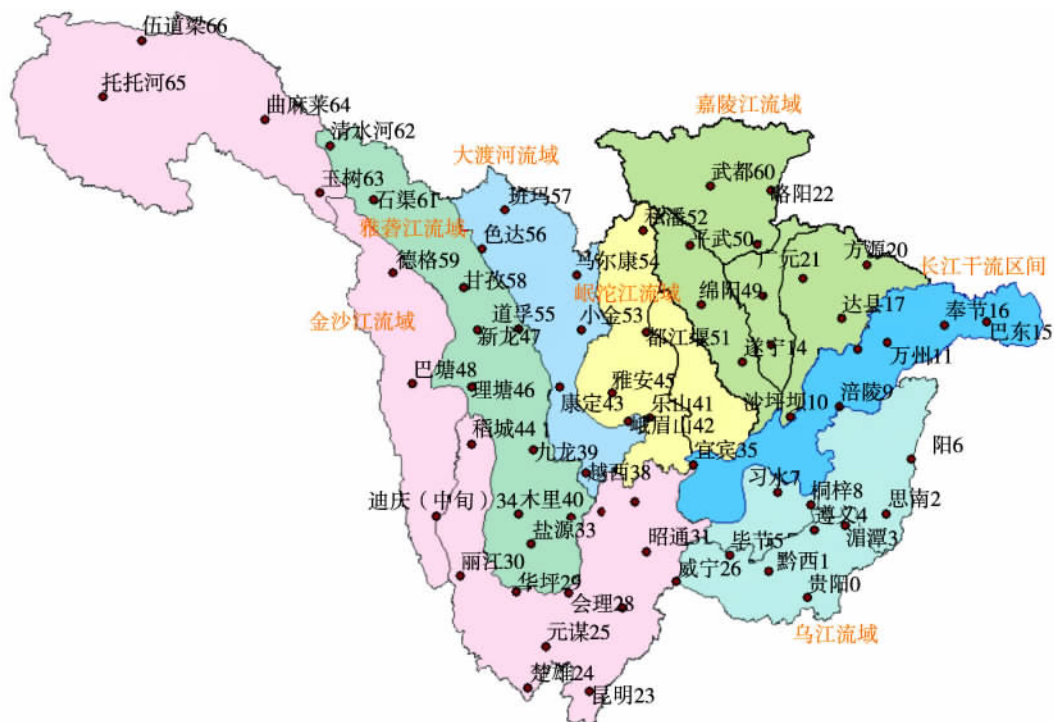 伍道梁66
托托河65
曲麻莱64
嘉陵江流域
清水河62
大渡河流域
武都60
略阳22
玉树63
石渠61
班玛57
松潘52
雅砻江流域
色达56
平武50
万源20
广元21
长江干流区间
德格59
马尔康54
甘孜58
岷沱江流域
绵阳49
达县17
奉节16
金沙江流域
道孚55
小金53
巴东15
新龙47
都江堰51
遂宁14
万州11
巴塘48
理塘46
康定43
雅安45
乐山41
沙坪坝10
涪陵9
峨眉山42
稻城44 1
九龙39
宜宾35
阳6
越西38
习水7
桐梓8
思南2
迪庆（中甸）34
木里40
遵义4
盐源33
昭通31
毕节5
湄潭3
丽江30
威宁26
黔西1
华坪29
会理28
贵阳0
元谋25
乌江流域
楚雄24
昆明23